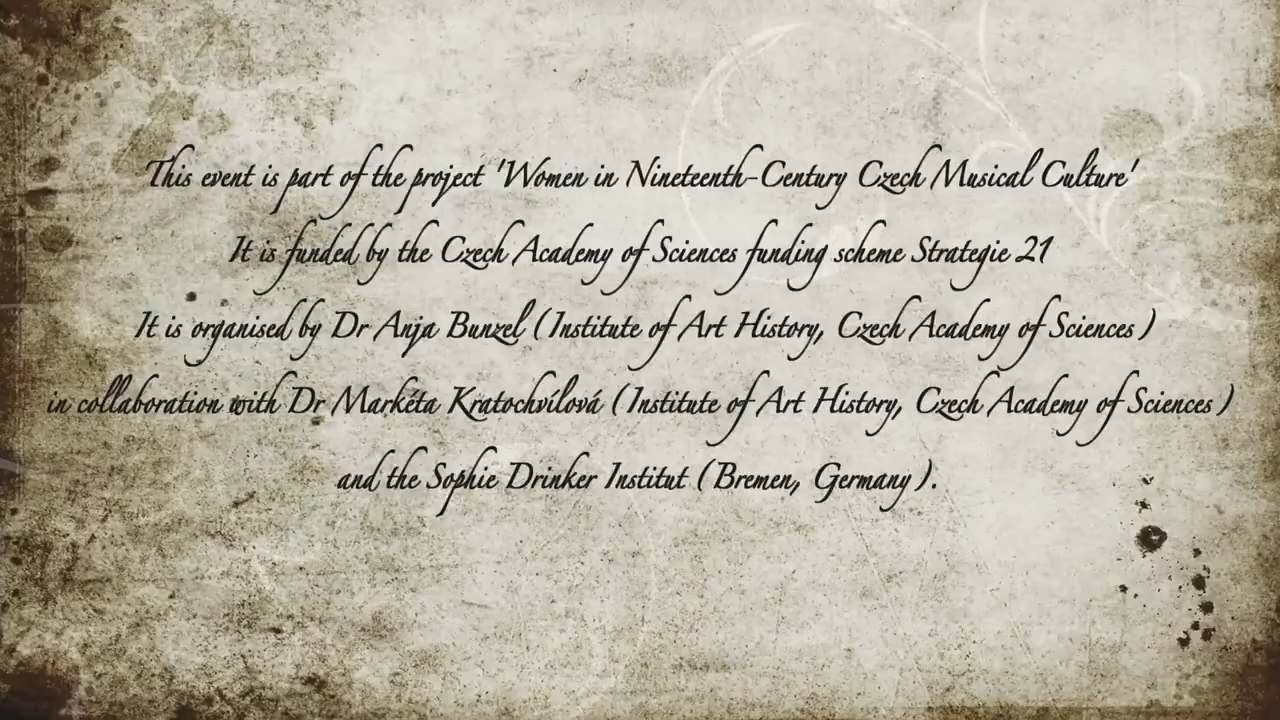 This event is part of the project 'Women in Nineteenth-Century Czech Musical Culture'
It is funded by the Czech Academy of Sciences funding scheme Strategie 21
It is organised by Dr Anja Bunzel (Institute of Art History, Czech Academy of Sciences)
in collaboration with Dr Markéta Kratochvílová (Institute of Art History, Czech Academy of Sciences)
and the Sophie Drinker Institut (Bremen, Germany).